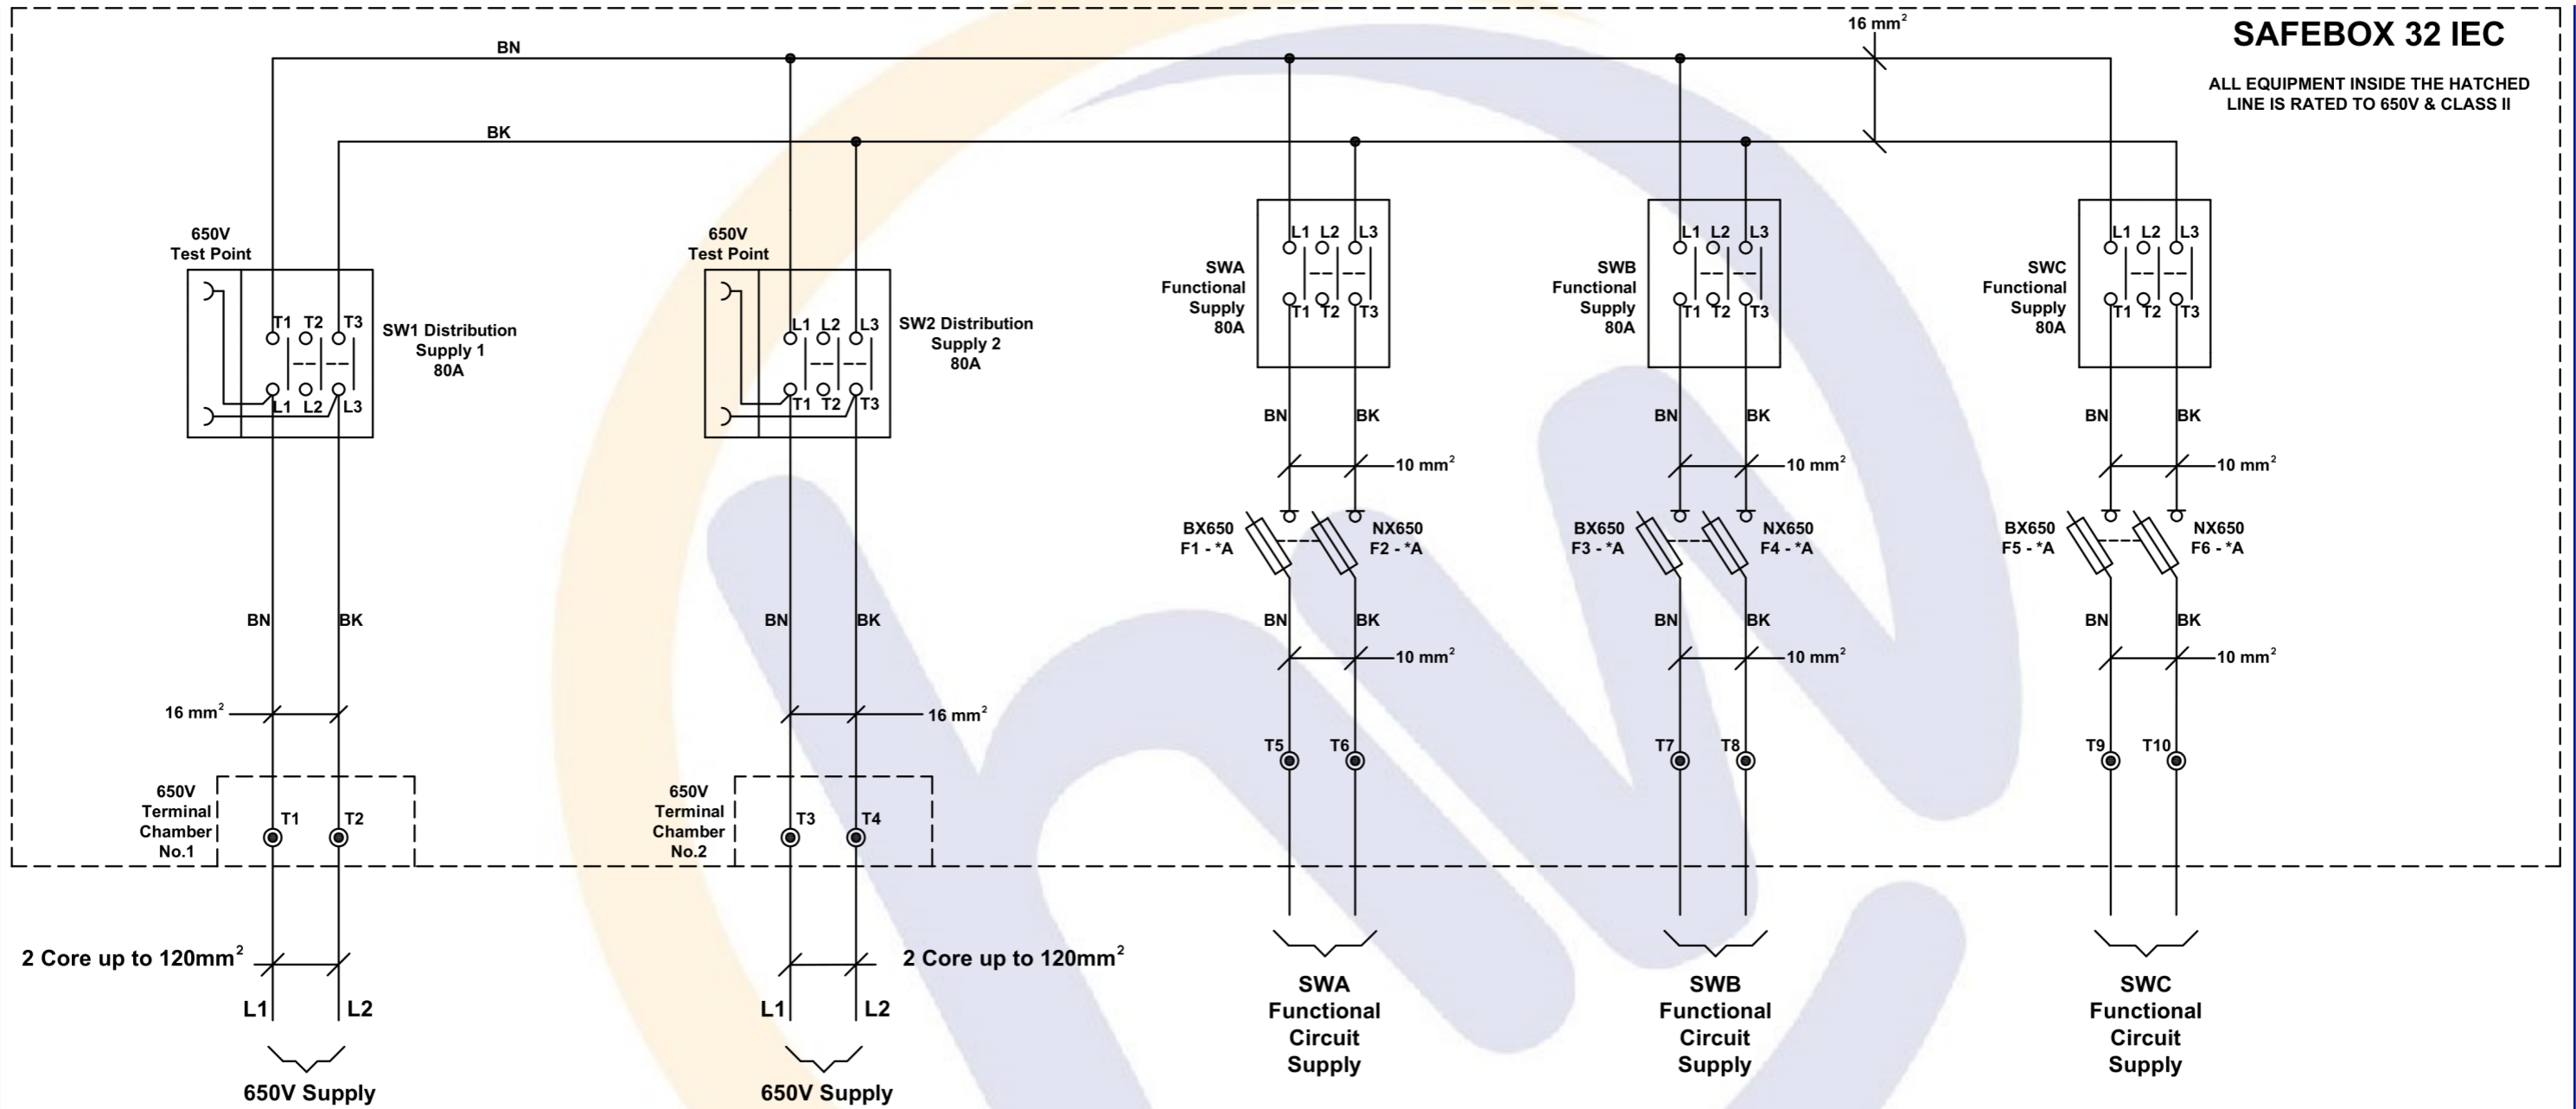 SAFEBOX 32 IEC
ALL EQUIPMENT INSIDE THE HATCHED
LINE IS RATED TO 650V & CLASS II
16 mm²
BN
BK
650V
Test Point
T1 T2 T3
L1 L2 L3
SW1 Distribution
Supply 1
80A
650V
Test Point
L1 L2 L3
T1 T2 T3
SW2 Distribution
Supply 2
80A
SWA
Functional
Supply
80A
L1 L2 L3
T1 T2 T3
SWB
Functional
Supply
80A
L1 L2 L3
T1 T2 T3
SWC
Functional
Supply
80A
L1 L2 L3
T1 T2 T3
BN BK
10 mm²
BN BK
10 mm²
BN BK
10 mm²
BX650
F1 - *A
NX650
F2 - *A
BX650
F3 - *A
NX650
F4 - *A
BX650
F5 - *A
NX650
F6 - *A
BN BK
BN BK
BN BK
10 mm²
BN BK
10 mm²
BN BK
10 mm²
16 mm²
16 mm²
T5 T6
T7 T8
T9 T10
650V
Terminal
Chamber
No.1
T1 T2
650V
Terminal
Chamber
No.2
T3 T4
2 Core up to 120mm²
L1 L2
650V Supply
2 Core up to 120mm²
L1 L2
650V Supply
SWA
Functional
Circuit
Supply
SWB
Functional
Circuit
Supply
SWC
Functional
Circuit
Supply
hw